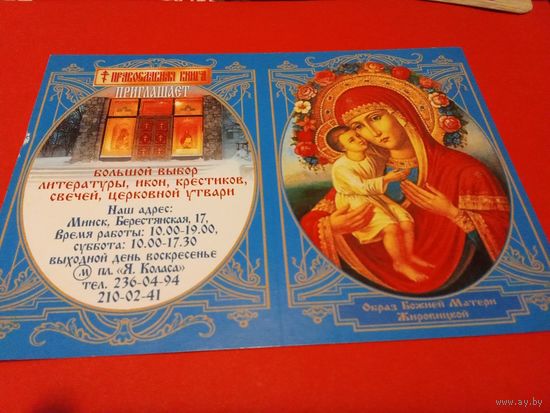 ПРАВОСЛАВНАЯ КНИГА
ПРИГЛАШАЕТ
БОЛЬШОЙ ВЫБОР
ЛИТЕРАТУРЫ, ИКОН, КРЕСТИКОВ,
СВЕЧЕЙ, ЦЕРКОВНОЙ УТВАРИ
Наш адрес:
Минск, Берестянская, 17,
Время работы: 10.00-19.00,
суббота: 10.00-17.30
выходной день воскресенье
М пл. «Я. Коласа»
тел. 236-04-94
210-02-41
Образ Божией Матери
Жировицкой
www.ay.by